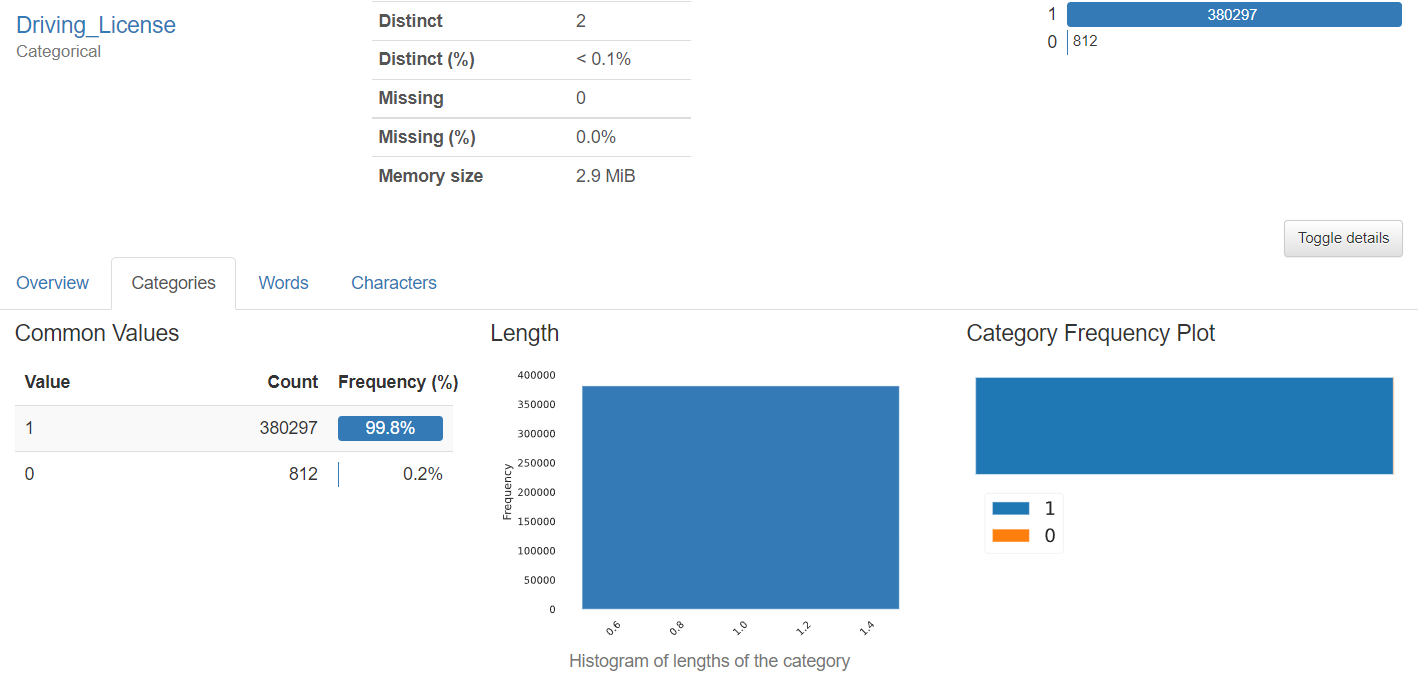 Driving_License
Categorical
Distinct 2
Distinct (%) < 0.1%
Missing 0
Missing (%) 0.0%
Memory size 2.9 MiB
1 380297
0 812
Toggle details
Overview Categories Words Characters
Common Values
Value Count Frequency (%)
1 380297 99.8%
0 812 0.2%
Length
400000
350000
300000
250000
200000
150000
100000
50000
0
Frequency
0.6 0.8 1.0 1.2 1.4
Histogram of lengths of the category
Category Frequency Plot
1
0